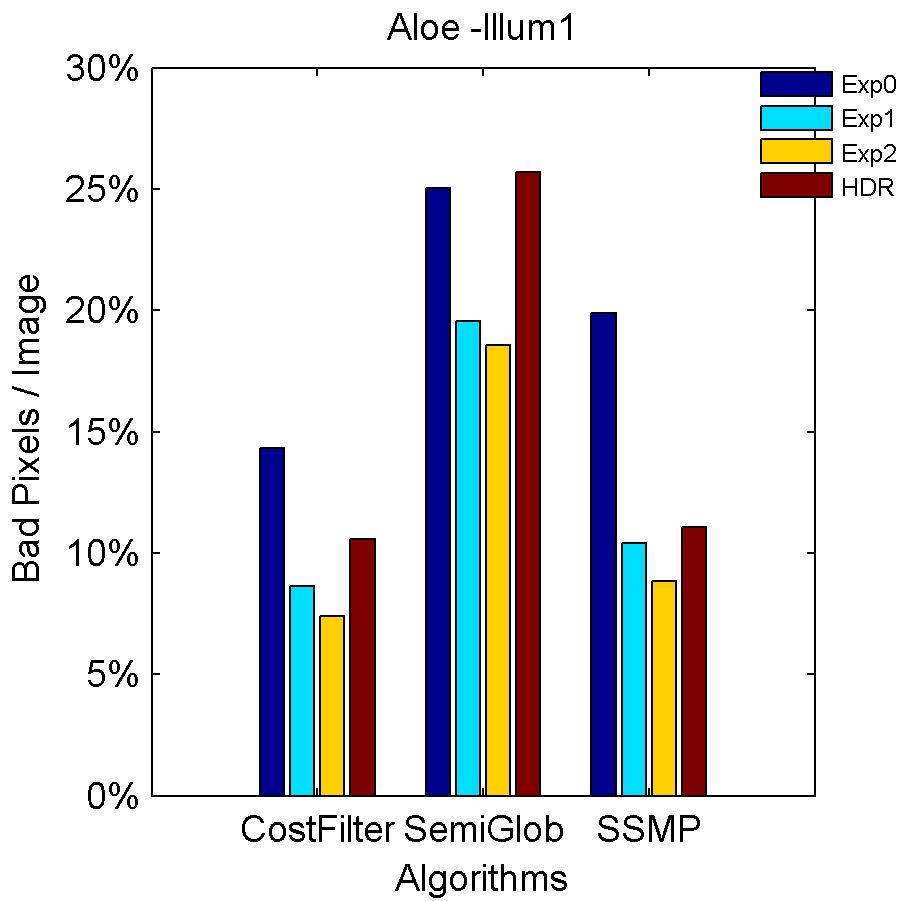 Aloe -Illum1
30%
25%
20%
15%
10%
5%
0%
Bad Pixels / Image
Exp0
Exp1
Exp2
HDR
CostFilter SemiGlob SSMP
Algorithms